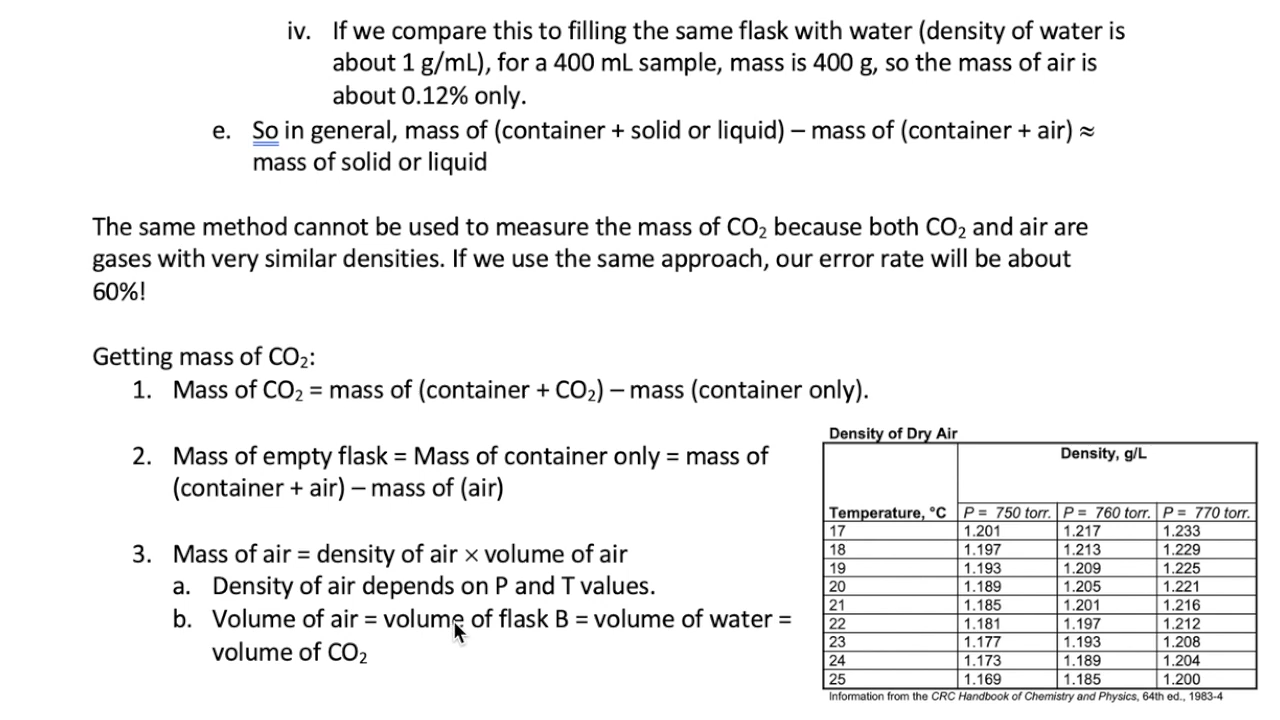 iv. If we compare this to filling the same flask with water (density of water is
about 1 g/mL), for a 400 mL sample, mass is 400 g, so the mass of air is
about 0.12% only.
e. So in general, mass of (container + solid or liquid) – mass of (container + air) ≈
mass of solid or liquid
The same method cannot be used to measure the mass of CO₂ because both CO₂ and air are
gases with very similar densities. If we use the same approach, our error rate will be about
60%!
Getting mass of CO₂:
1. Mass of CO₂ = mass of (container + CO₂) – mass (container only).
2. Mass of empty flask = Mass of container only = mass of
(container + air) – mass of (air)
3. Mass of air = density of air × volume of air
a. Density of air depends on P and T values.
b. Volume of air = volume of flask B = volume of water =
volume of CO₂
Density of Dry Air
Density, g/L
Temperature, °C P = 750 torr. P = 760 torr. P = 770 torr.
17 1.201 1.217 1.233
18 1.197 1.213 1.229
19 1.193 1.209 1.225
20 1.189 1.205 1.221
21 1.185 1.201 1.216
22 1.181 1.197 1.212
23 1.177 1.193 1.208
24 1.173 1.189 1.204
25 1.169 1.185 1.200
Information from the CRC Handbook of Chemistry and Physics, 64th ed., 1983-4